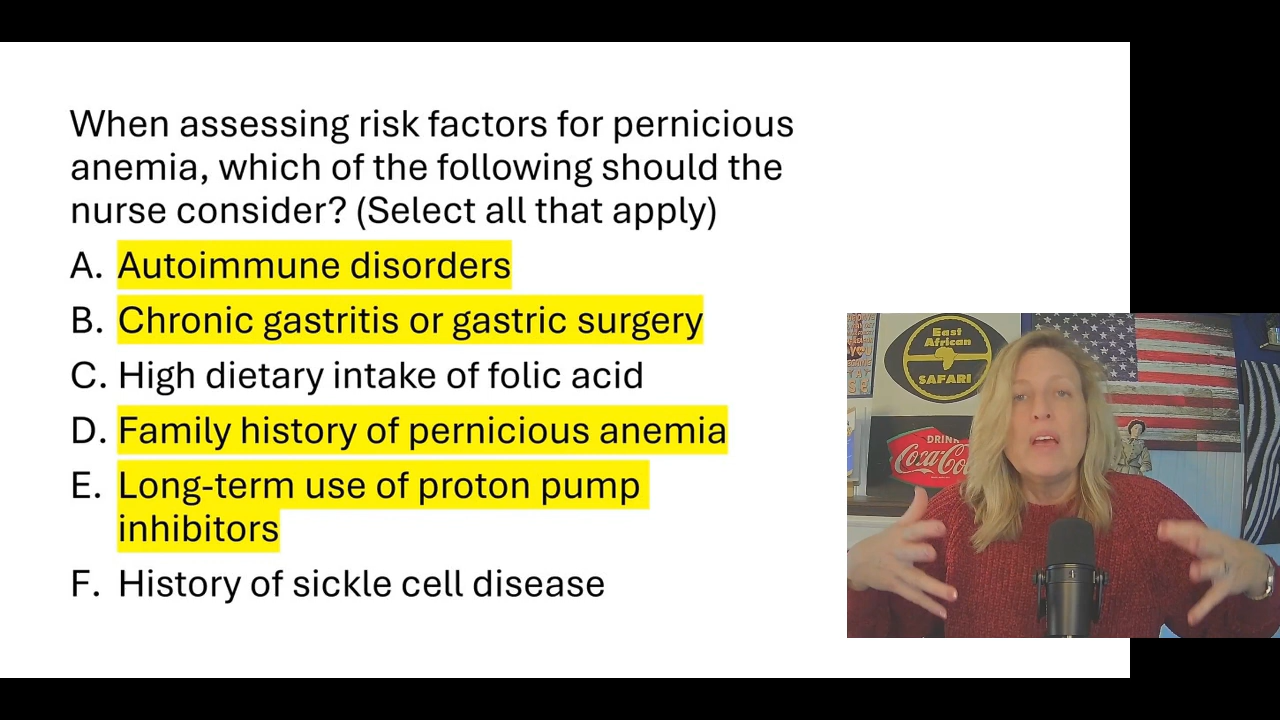 When assessing risk factors for pernicious
anemia, which of the following should the
nurse consider? (Select all that apply)
A. Autoimmune disorders
B. Chronic gastritis or gastric surgery
C. High dietary intake of folic acid
D. Family history of pernicious anemia
E. Long-term use of proton pump
inhibitors
F. History of sickle cell disease
East
African
SAFARI
DRINK
Coca-Co